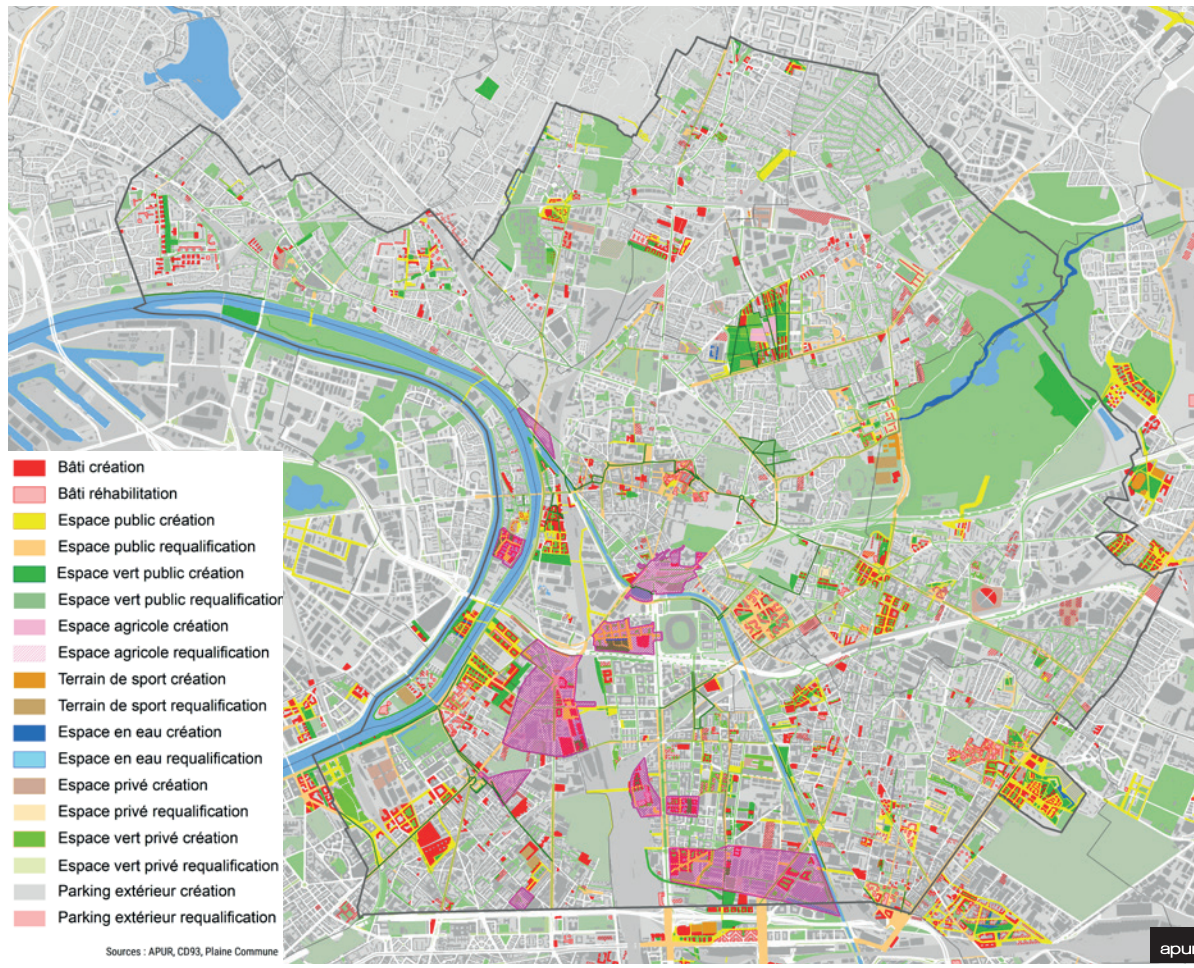 Bâti création
Bâti réhabilitation
Espace public création
Espace public requalification
Espace vert public création
Espace vert public requalification
Espace agricole création
Espace agricole requalification
Terrain de sport création
Terrain de sport requalification
Espace en eau création
Espace en eau requalification
Espace privé création
Espace privé requalification
Espace vert privé création
Espace vert privé requalification
Parking extérieur création
Parking extérieur requalification
Sources : APUR, CD93, Plaine Commune
apur